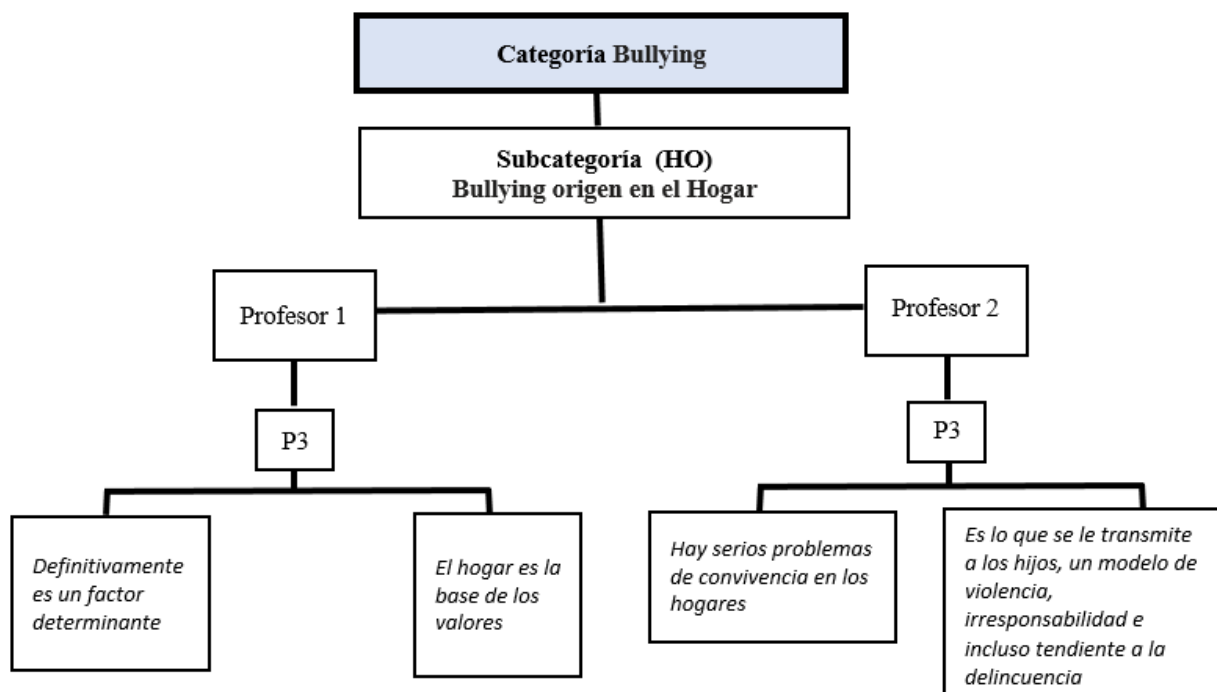 Categoría Bullying
Subcategoría (HO)
Bullying origen en el Hogar
Profesor 1
Profesor 2
P3
P3
Definitivamente
es un factor
determinante
El hogar es la
base de los
valores
Hay serios problemas
de convivencia en los
hogares
Es lo que se le transmite
a los hijos, un modelo de
violencia,
irresponsabilidad e
incluso tendiente a la
delincuencia